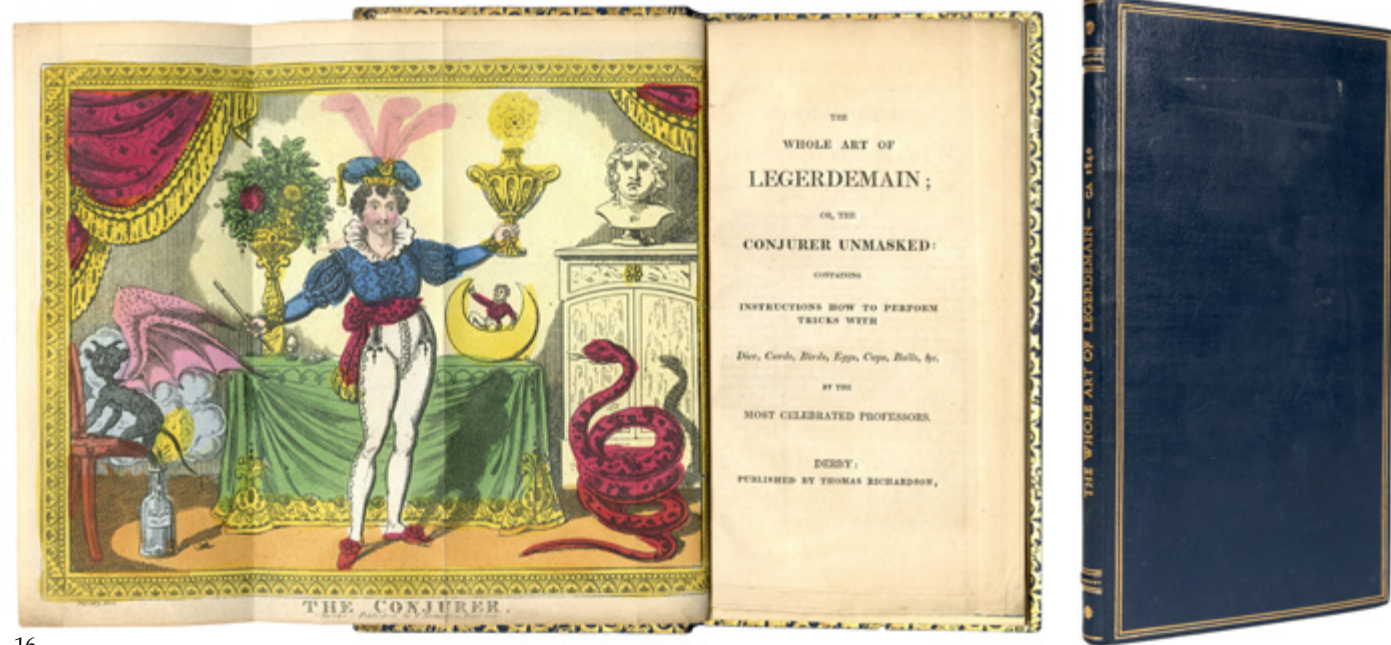 THE CONJURER.
THE
WHOLE ART OF
LEGERDEMAIN;
OR, THE
CONJURER UNMASKED:
CONTAINING
INSTRUCTIONS HOW TO PERFORM
TRICKS WITH
Dice, Cards, Birds, Eggs, Cups, Balls, &c.
BY THE
MOST CELEBRATED PROFESSORS.
DERBY:
PUBLISHED BY THOMAS RICHARDSON,
THE WHOLE ART OF LEGERDEMAIN — CA 1840
16